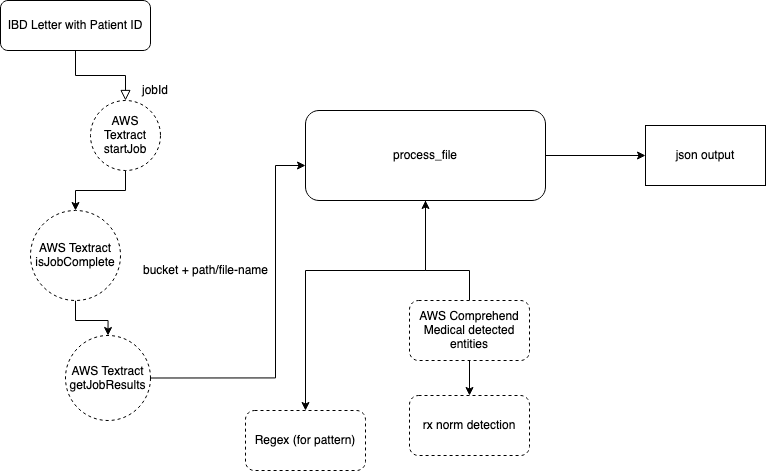 IBD Letter with Patient ID
jobId
AWS
Textract
startJob
AWS Textract
isJobComplete
AWS Textract
getJobResults
bucket + path/file-name
process_file
json output
AWS Comprehend
Medical detected
entities
Regex (for pattern)
rx norm detection